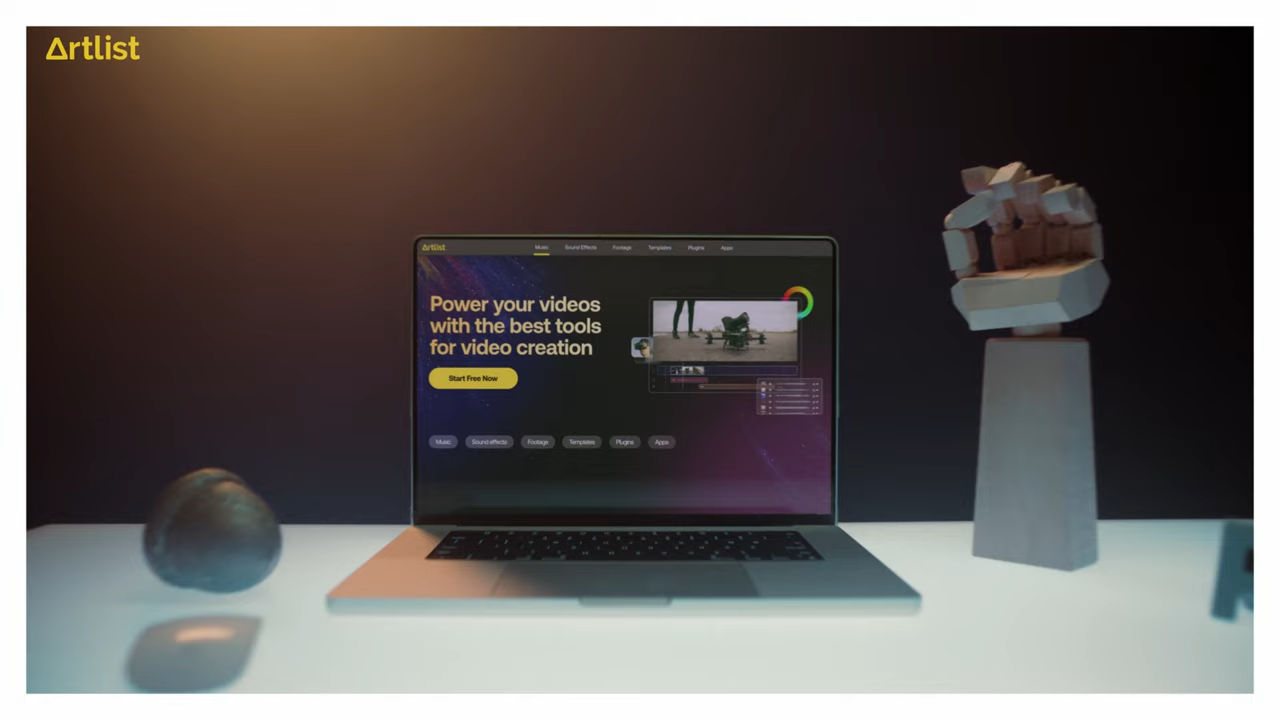 Artlist
Artlist
Music Sound Effects Footage Templates Plugins Apps
Power your videos
with the best tools
for video creation
Start Free Now
Music Sound effects Footage Templates Plugins Apps